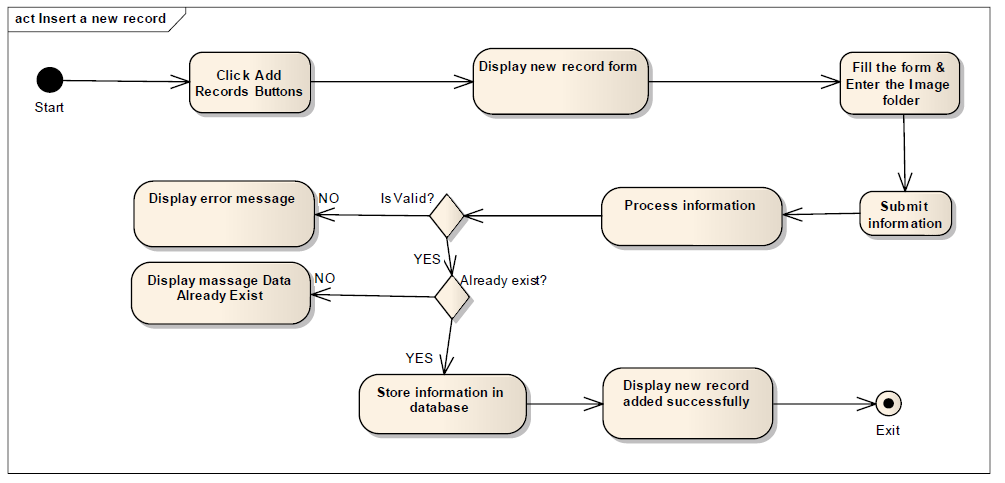 act Insert a new record
Start
Click Add
Records Buttons
Display new record form
Fill the form &
Enter the Image
folder
Submit
information
Process information
Is Valid?
NO
Display error message
YES
Already exist?
NO
Display massage Data
Already Exist
YES
Store information in
database
Display new record
added successfully
Exit